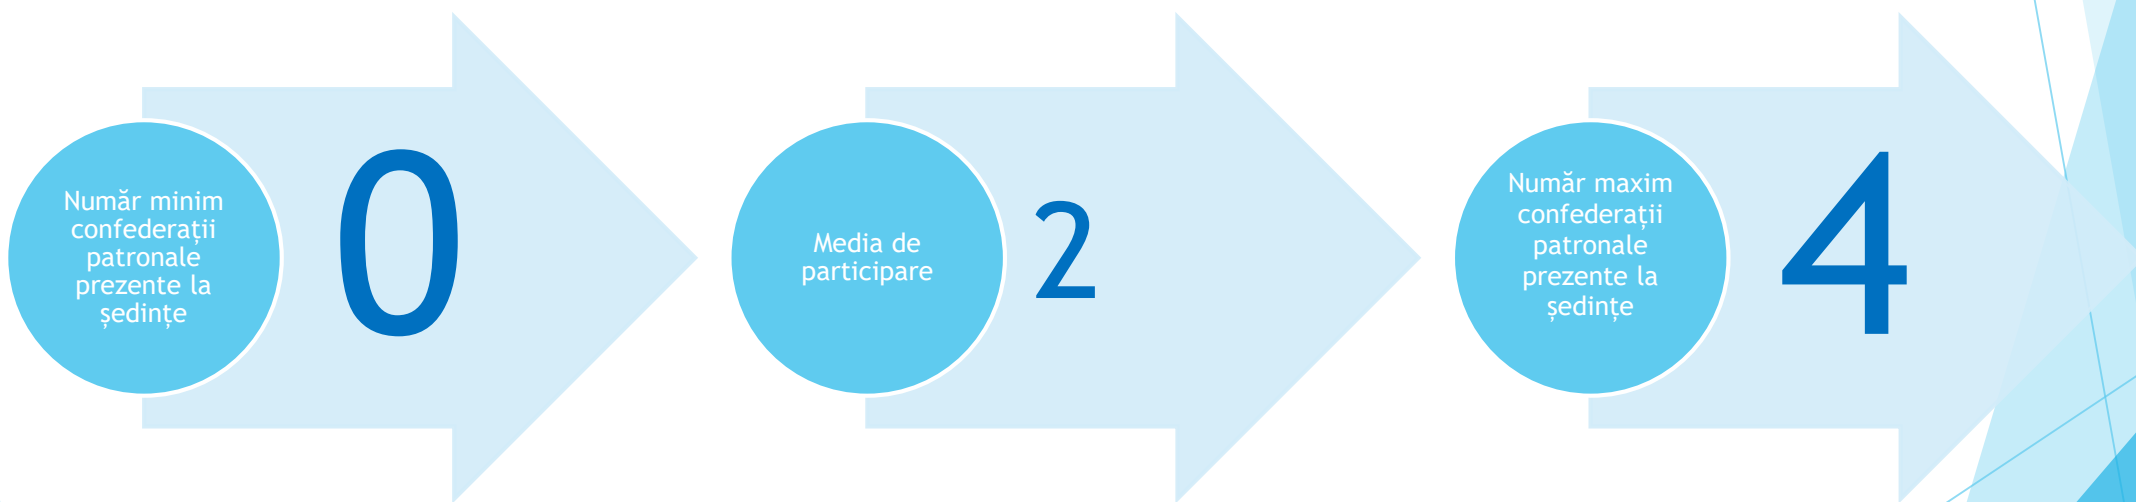 Număr minim
confederații
patronale
prezente la
ședințe
0
Media de
participare
2
Număr maxim
confederații
patronale
prezente la
ședințe
4